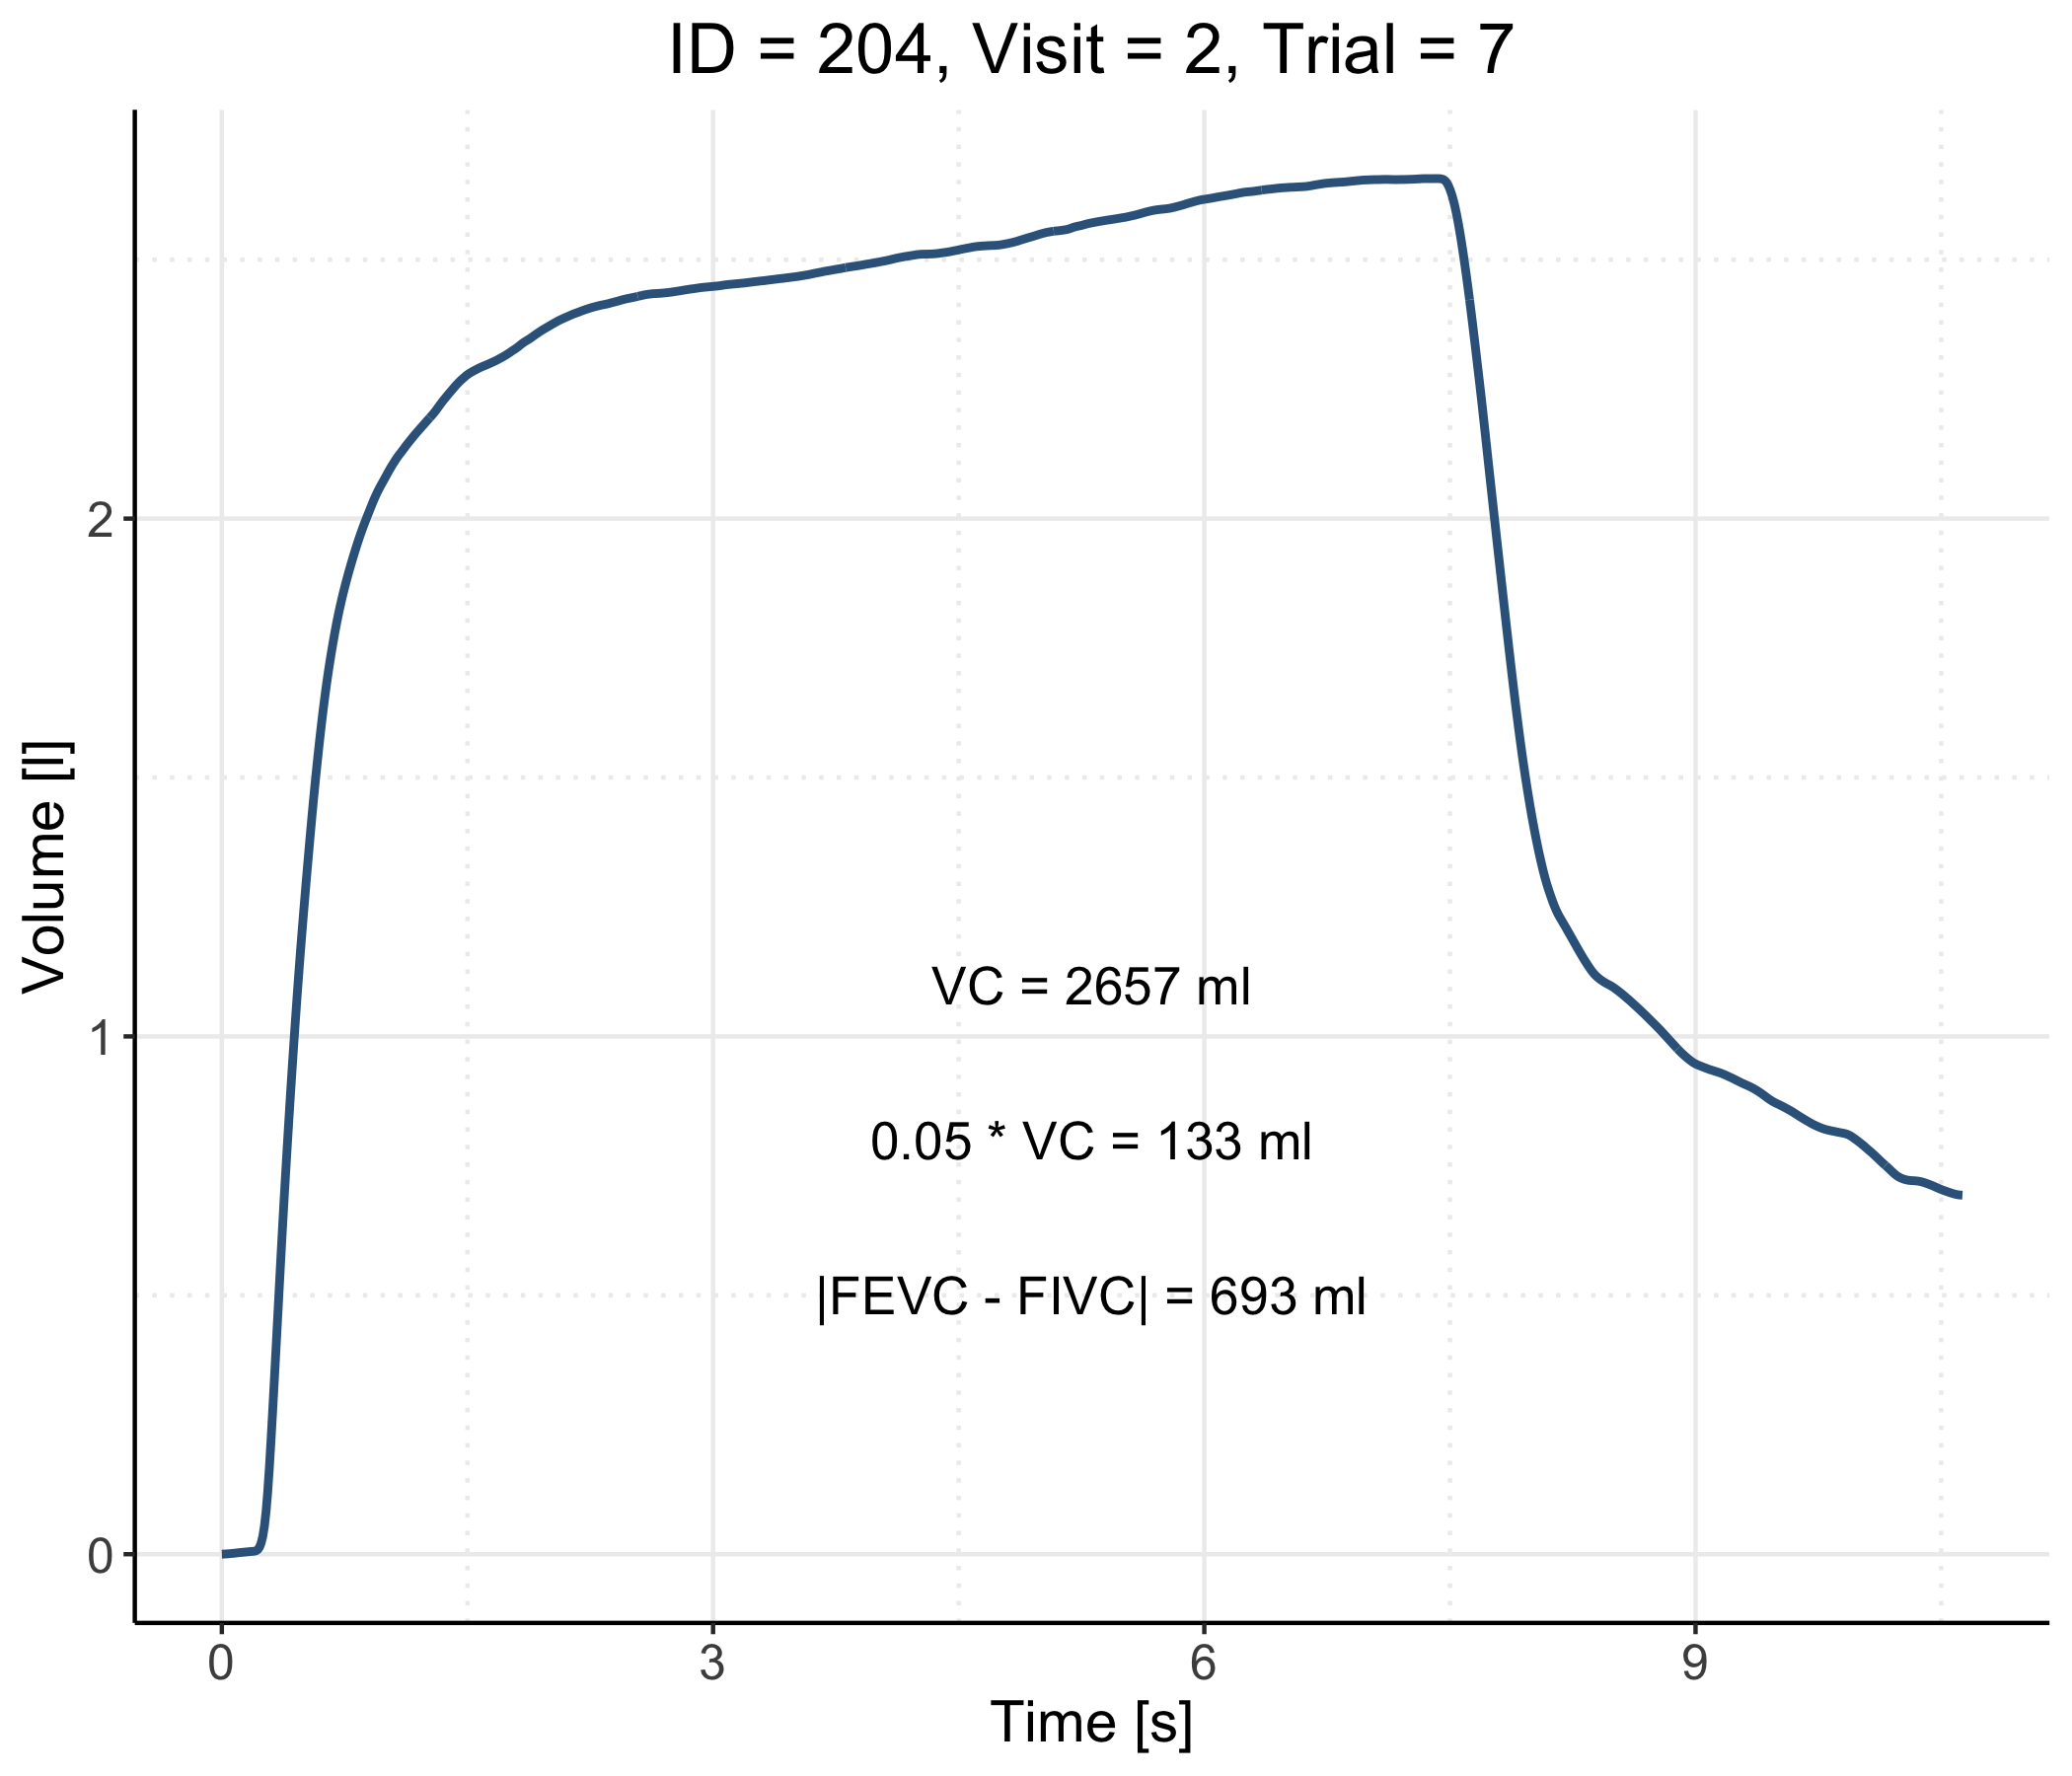 ID = 204, Visit = 2, Trial = 7
Volume [l]
2
1
0
VC = 2657 ml
0.05 * VC = 133 ml
|FEVC - FIVC| = 693 ml
0 3 6 9
Time [s]